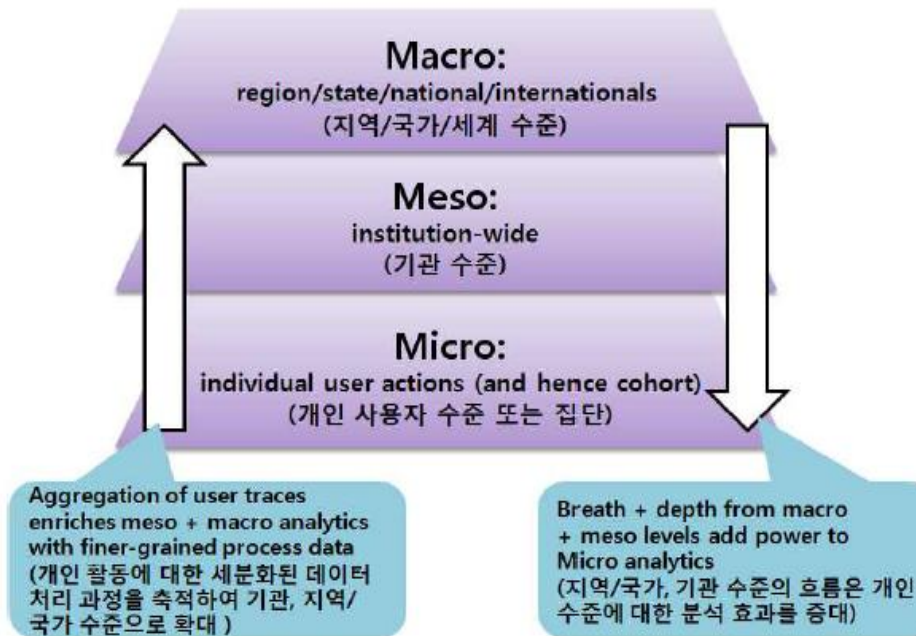 Macro:
region/state/national/internationals
(지역/국가/세계 수준)
Meso:
institution-wide
(기관 수준)
Micro:
individual user actions (and hence cohort)
(개인 사용자 수준 또는 집단)
Aggregation of user traces
enriches meso + macro analytics
with finer-grained process data
(개인 활동에 대한 세분화된 데이터
처리 과정을 축적하여 기관, 지역/
국가 수준으로 확대 )
Breath + depth from macro
+ meso levels add power to
Micro analytics
(지역/국가, 기관 수준의 흐름은 개인
수준에 대한 분석 효과를 증대)